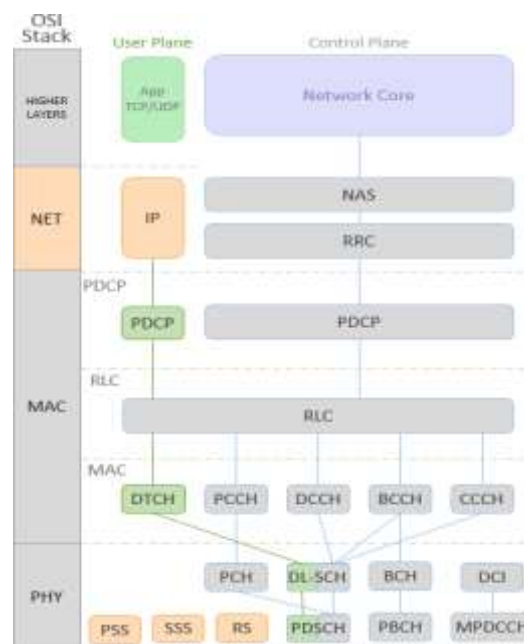 OSI
Stack
User Plane
Control Plane
HIGHER
LAYERS
App
TCP/UDP
Network Core
NET
IP
NAS
RRC
PDCP
PDCP
PDCP
RLC
MAC
RLC
MAC
DTCH
PCCH
DCCH
BCCH
CCCH
PHY
PCH
DL-SCH
BCH
DCI
PSS
SSS
RS
PDSCH
PBCH
MPDCCH